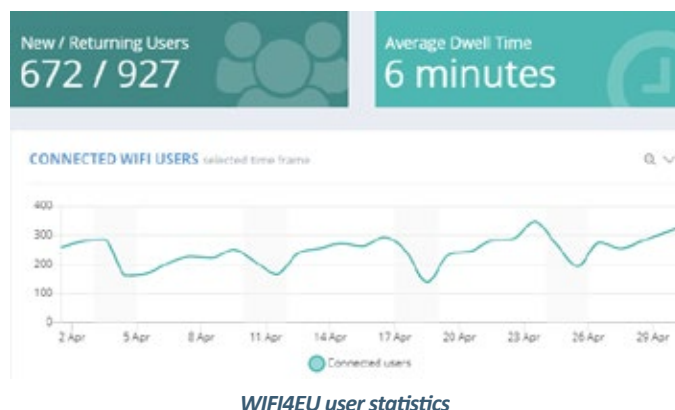 New / Returning Users
672 / 927
Average Dwell Time
6 minutes
CONNECTED WIFI USERS selected time frame
400
300
200
100
0
2 Apr 5 Apr 8 Apr 11 Apr 14 Apr 17 Apr 20 Apr 23 Apr 26 Apr 29 Apr
Connected users
WIFI4EU user statistics